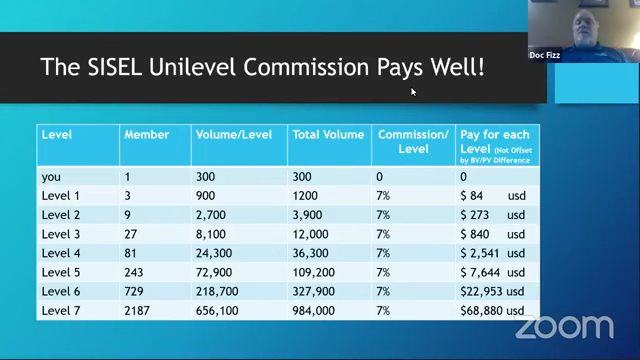 Doc Fizz
The SISEL Unilevel Commission Pays Well!
Level Member Volume/Level Total Volume Commission/ Level Pay for each Level (Not Offset by BV/PV Difference
you 1 300 300 0 0
Level 1 3 900 1200 7% $ 84 usd
Level 2 9 2,700 3,900 7% $ 273 usd
Level 3 27 8,100 12,000 7% $ 840 usd
Level 4 81 24,300 36,300 7% $ 2,541 usd
Level 5 243 72,900 109,200 7% $ 7,644 usd
Level 6 729 218,700 327,900 7% $22,953 usd
Level 7 2187 656,100 984,000 7% $68,880 usd
zoom